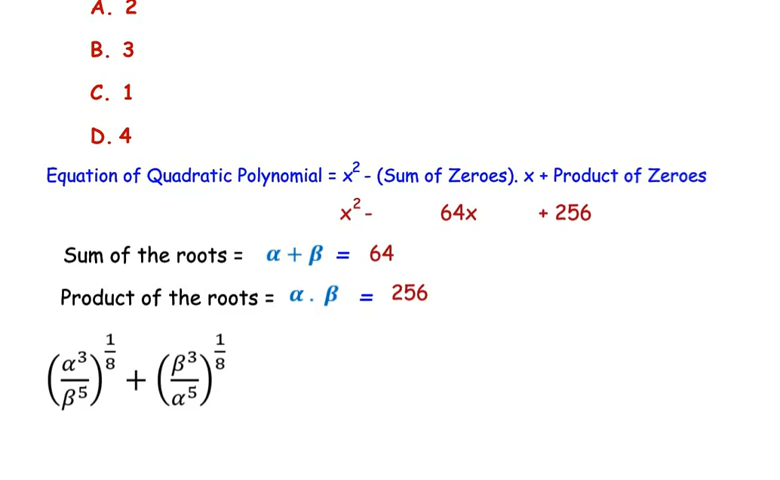 A. 2
B. 3
C. 1
D. 4
Equation of Quadratic Polynomial = x² - (Sum of Zeroes). x + Product of Zeroes
x² - 64x + 256
Sum of the roots = α + β = 64
Product of the roots = α . β = 256
(α³/β⁵)^(1/8) + (β³/α⁵)^(1/8)